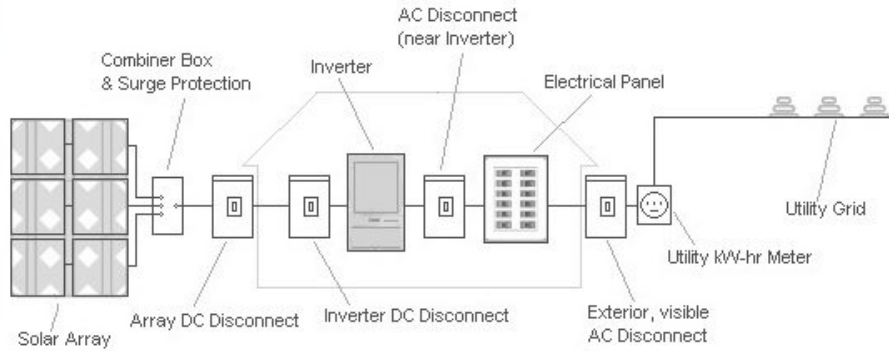 AC Disconnect
(near Inverter)
Combiner Box
& Surge Protection
Inverter
Electrical Panel
Utility Grid
Utility kW-hr Meter
Array DC Disconnect
Inverter DC Disconnect
Exterior, visible
AC Disconnect
Solar Array